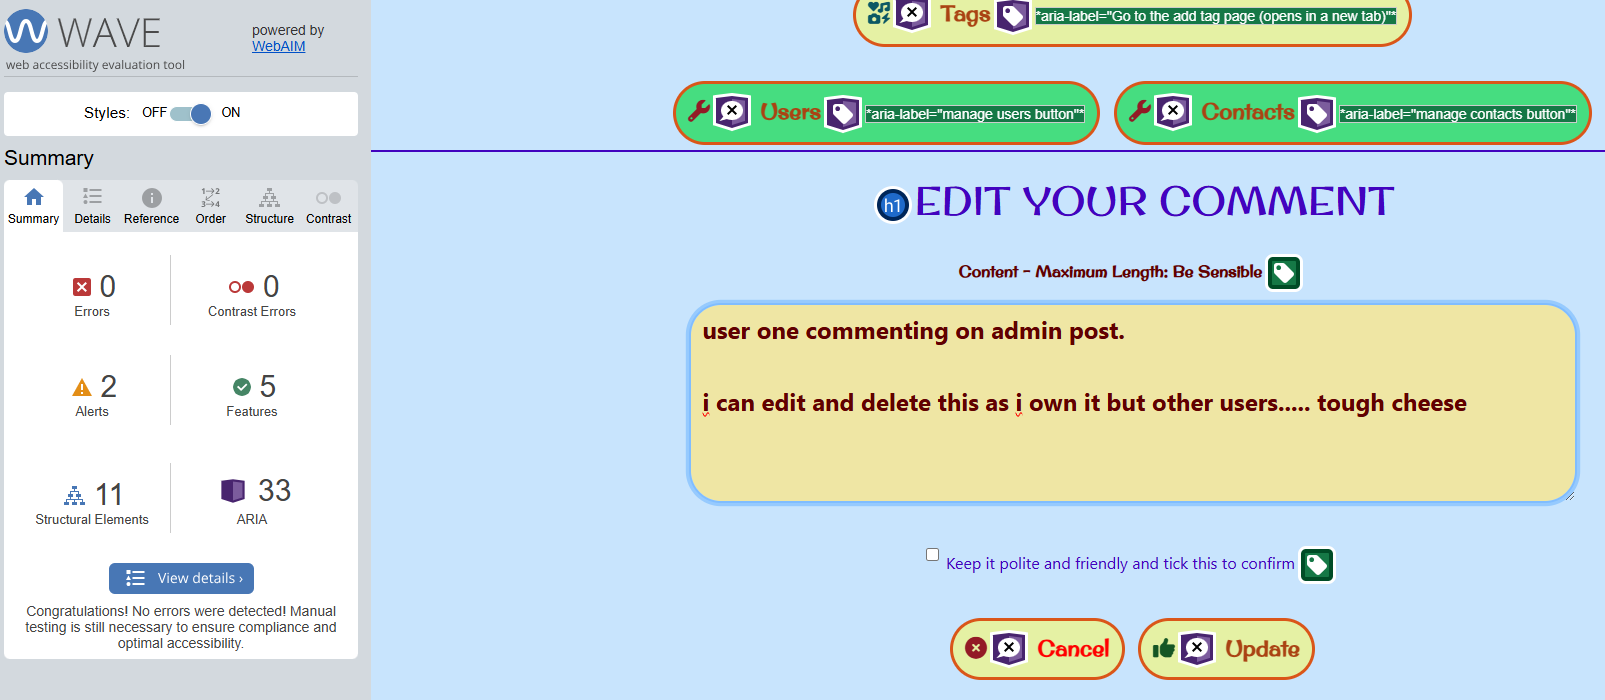 WAVE
powered by
WebAIM
web accessibility evaluation tool
Styles: OFF ON
Summary
Summary Details Reference Order Structure Contrast
0 Errors
0 Contrast Errors
2 Alerts
5 Features
11 Structural Elements
33 ARIA
View details ›
Congratulations! No errors were detected! Manual
testing is still necessary to ensure compliance and
optimal accessibility.
Tags *aria-label="Go to the add tag page (opens in a new tab)"*
Users *aria-label="manage users button"*
Contacts *aria-label="manage contacts button"*
h1 EDIT YOUR COMMENT
Content - Maximum Length: Be Sensible
user one commenting on admin post.
i can edit and delete this as i own it but other users..... tough cheese
Keep it polite and friendly and tick this to confirm
Cancel
Update